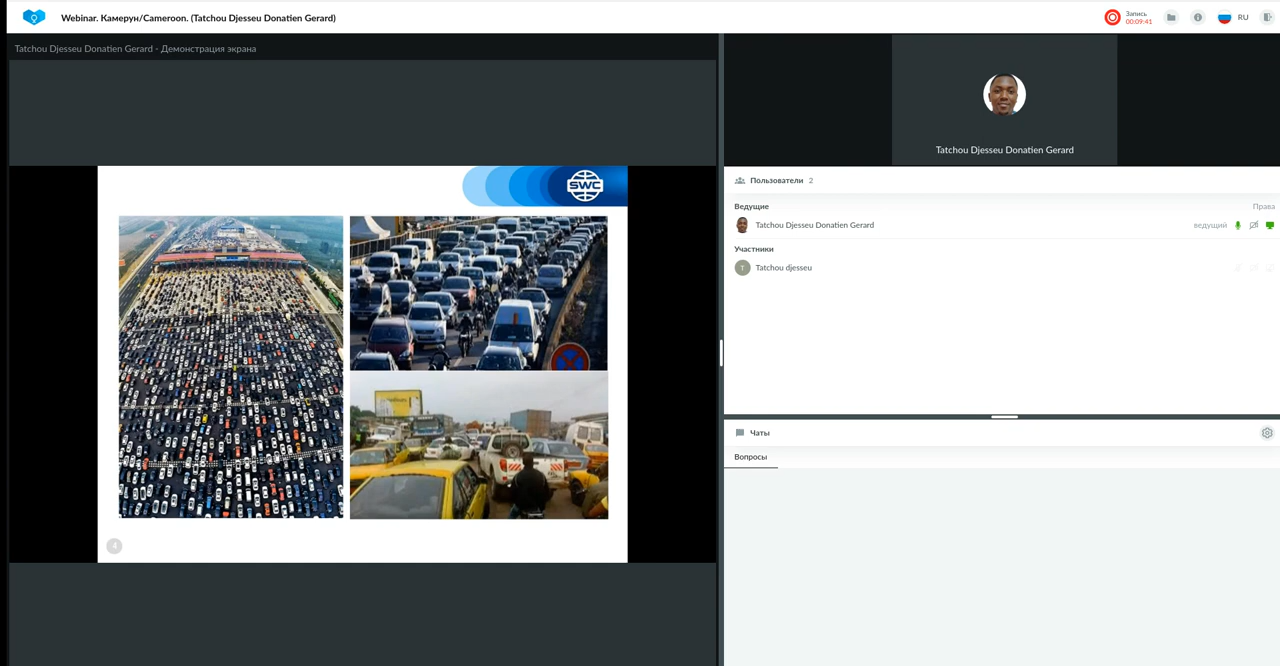 Webinar. Камерун/Cameroon. (Tatchou Djesseu Donatien Gerard)
Запись
00:09:41
RU
Tatchou Djesseu Donatien Gerard - Демонстрация экрана
SWC
4
Tatchou Djesseu Donatien Gerard
Пользователи 2
Ведущие Права
Tatchou Djesseu Donatien Gerard ведущий
Участники
T Tatchou djesseu
Чаты
Вопросы